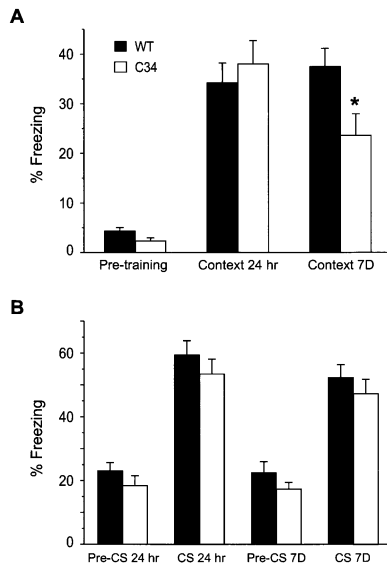 A
WT
C34
% Freezing
40
30
20
10
0
*
Pre-training Context 24 hr Context 7D
B
% Freezing
60
40
20
0
Pre-CS 24 hr CS 24 hr Pre-CS 7D CS 7D